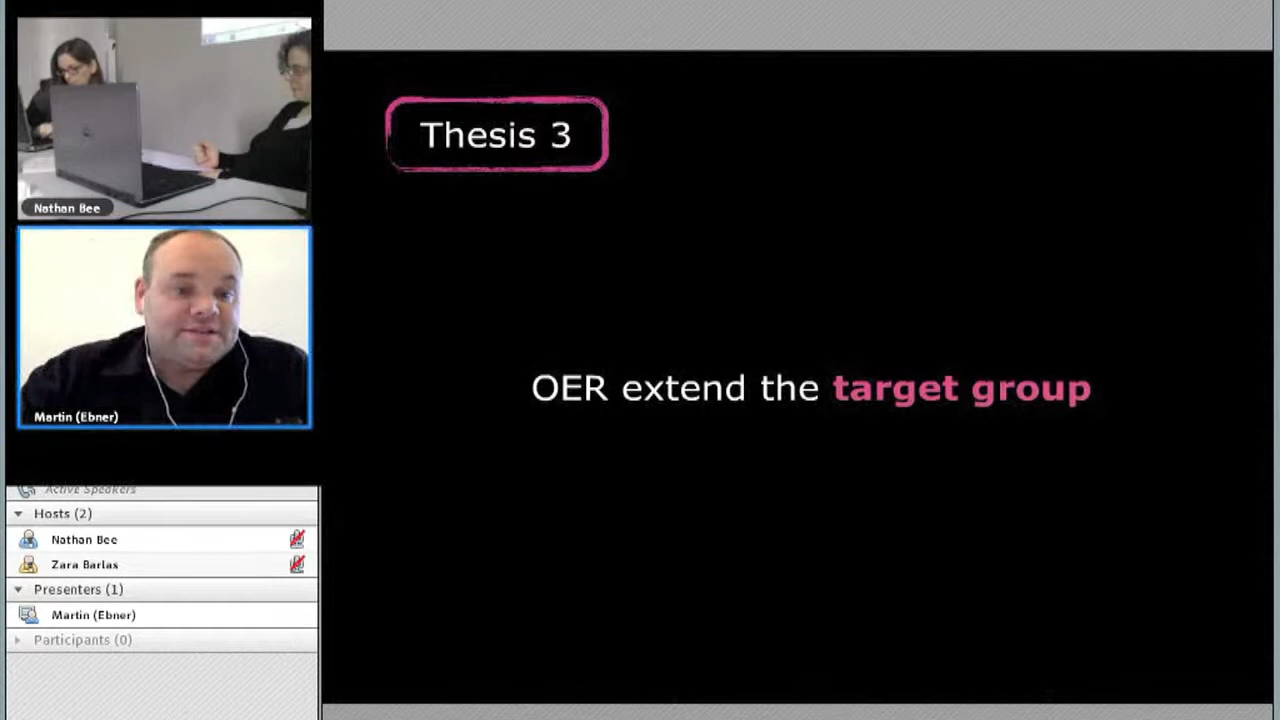 Nathan Bee
Martin (Ebner)
Active Speakers
Hosts (2)
Nathan Bee
Zara Barlas
Presenters (1)
Martin (Ebner)
Participants (0)
Thesis 3
OER extend the target group